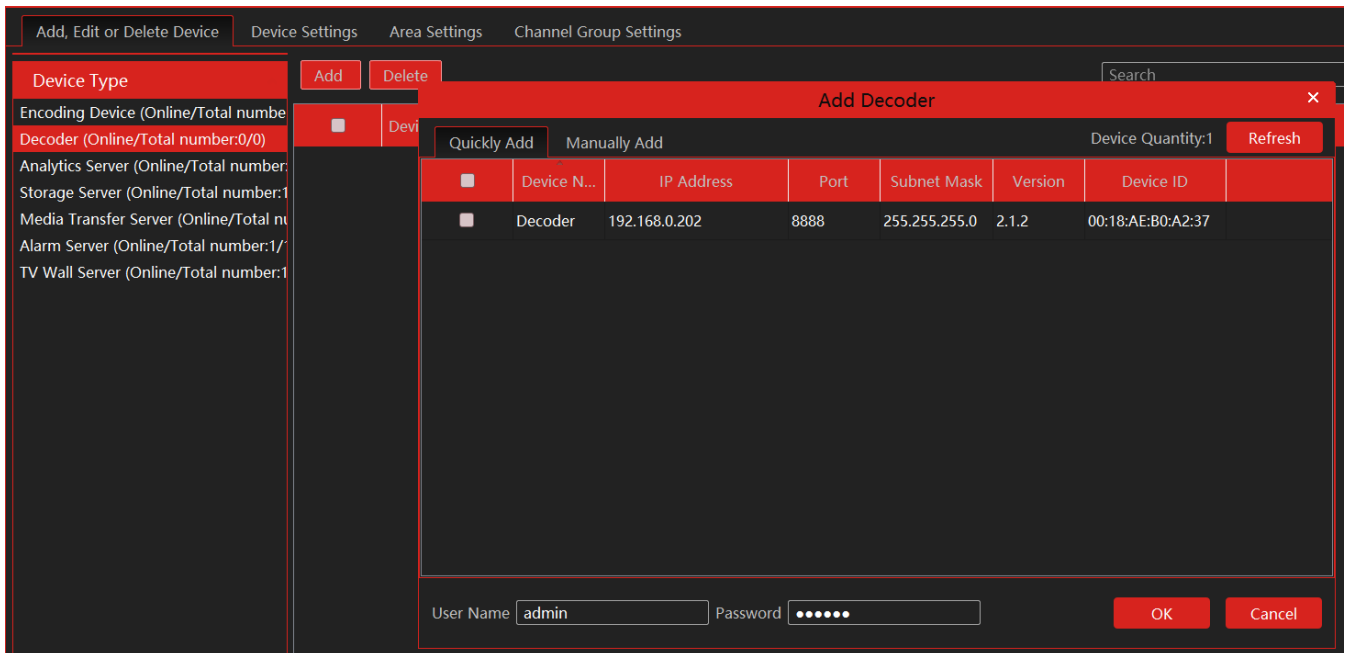 Add, Edit or Delete Device Device Settings Area Settings Channel Group Settings
Device Type
Encoding Device (Online/Total numbe
Decoder (Online/Total number:0/0)
Analytics Server (Online/Total number:
Storage Server (Online/Total number:1
Media Transfer Server (Online/Total nu
Alarm Server (Online/Total number:1/1
TV Wall Server (Online/Total number:1
Add Delete Search
Devi
Add Decoder
Quickly Add Manually Add Device Quantity:1 Refresh
Device N... IP Address Port Subnet Mask Version Device ID
Decoder 192.168.0.202 8888 255.255.255.0 2.1.2 00:18:AE:B0:A2:37
User Name admin Password ●●●●●● OK Cancel